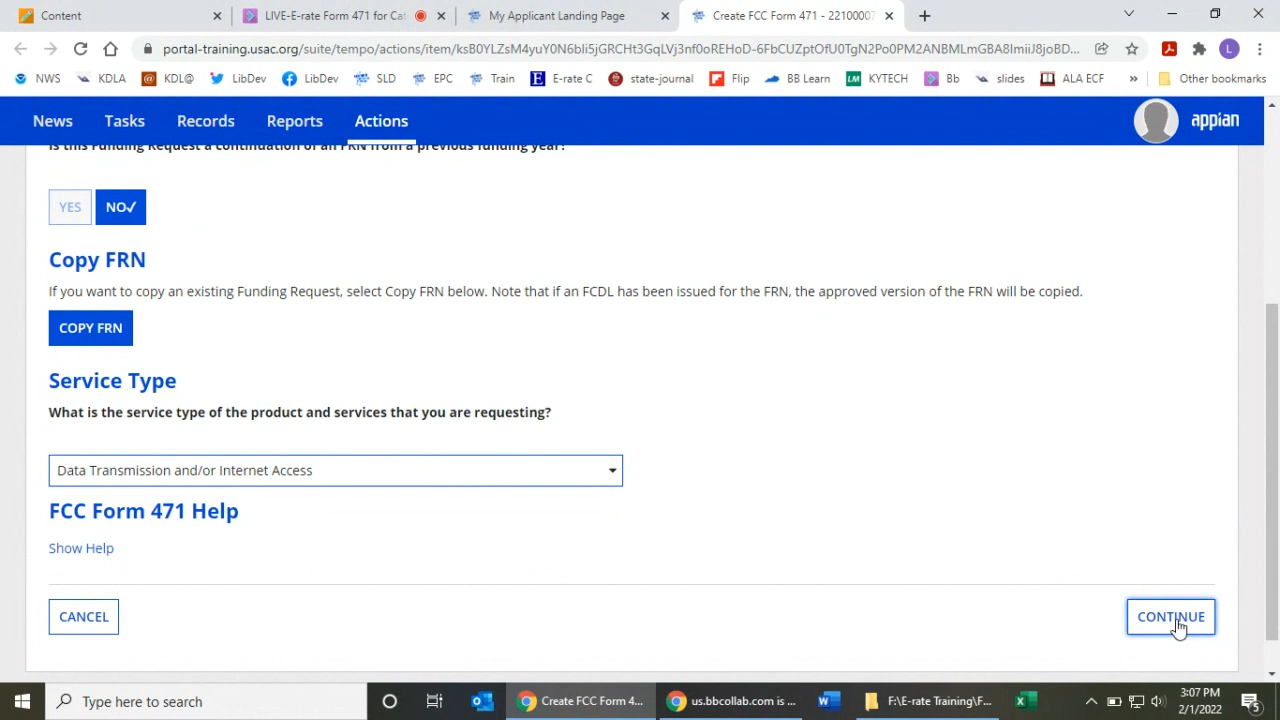 Content
LIVE-E-rate Form 471 for Cat
My Applicant Landing Page
Create FCC Form 471 - 22100007
portal-training.usac.org/suite/tempo/actions/item/ksB0YLZsM4yuY0N6bli5jGRCHt3GqLVj3nf0oREHoD-6FbCUZptOfU0TgN2Po0PM2ANBMLmGBA8ImiiJ8joBD...
NWS KDLA KDL@ LibDev LibDev SLD EPC Train E-rate C state-journal Flip BB Learn KYTECH Bb slides ALA ECF » Other bookmarks
News Tasks Records Reports Actions
appian
Is this Funding Request a continuation of an FRN from a previous funding year?
YES NO✓
Copy FRN
If you want to copy an existing Funding Request, select Copy FRN below. Note that if an FCDL has been issued for the FRN, the approved version of the FRN will be copied.
COPY FRN
Service Type
What is the service type of the product and services that you are requesting?
Data Transmission and/or Internet Access
FCC Form 471 Help
Show Help
CANCEL CONTINUE
Type here to search
Create FCC Form 4...
us.bbcollab.com is ...
F:\E-rate Training\F...
3:07 PM
2/1/2022
5